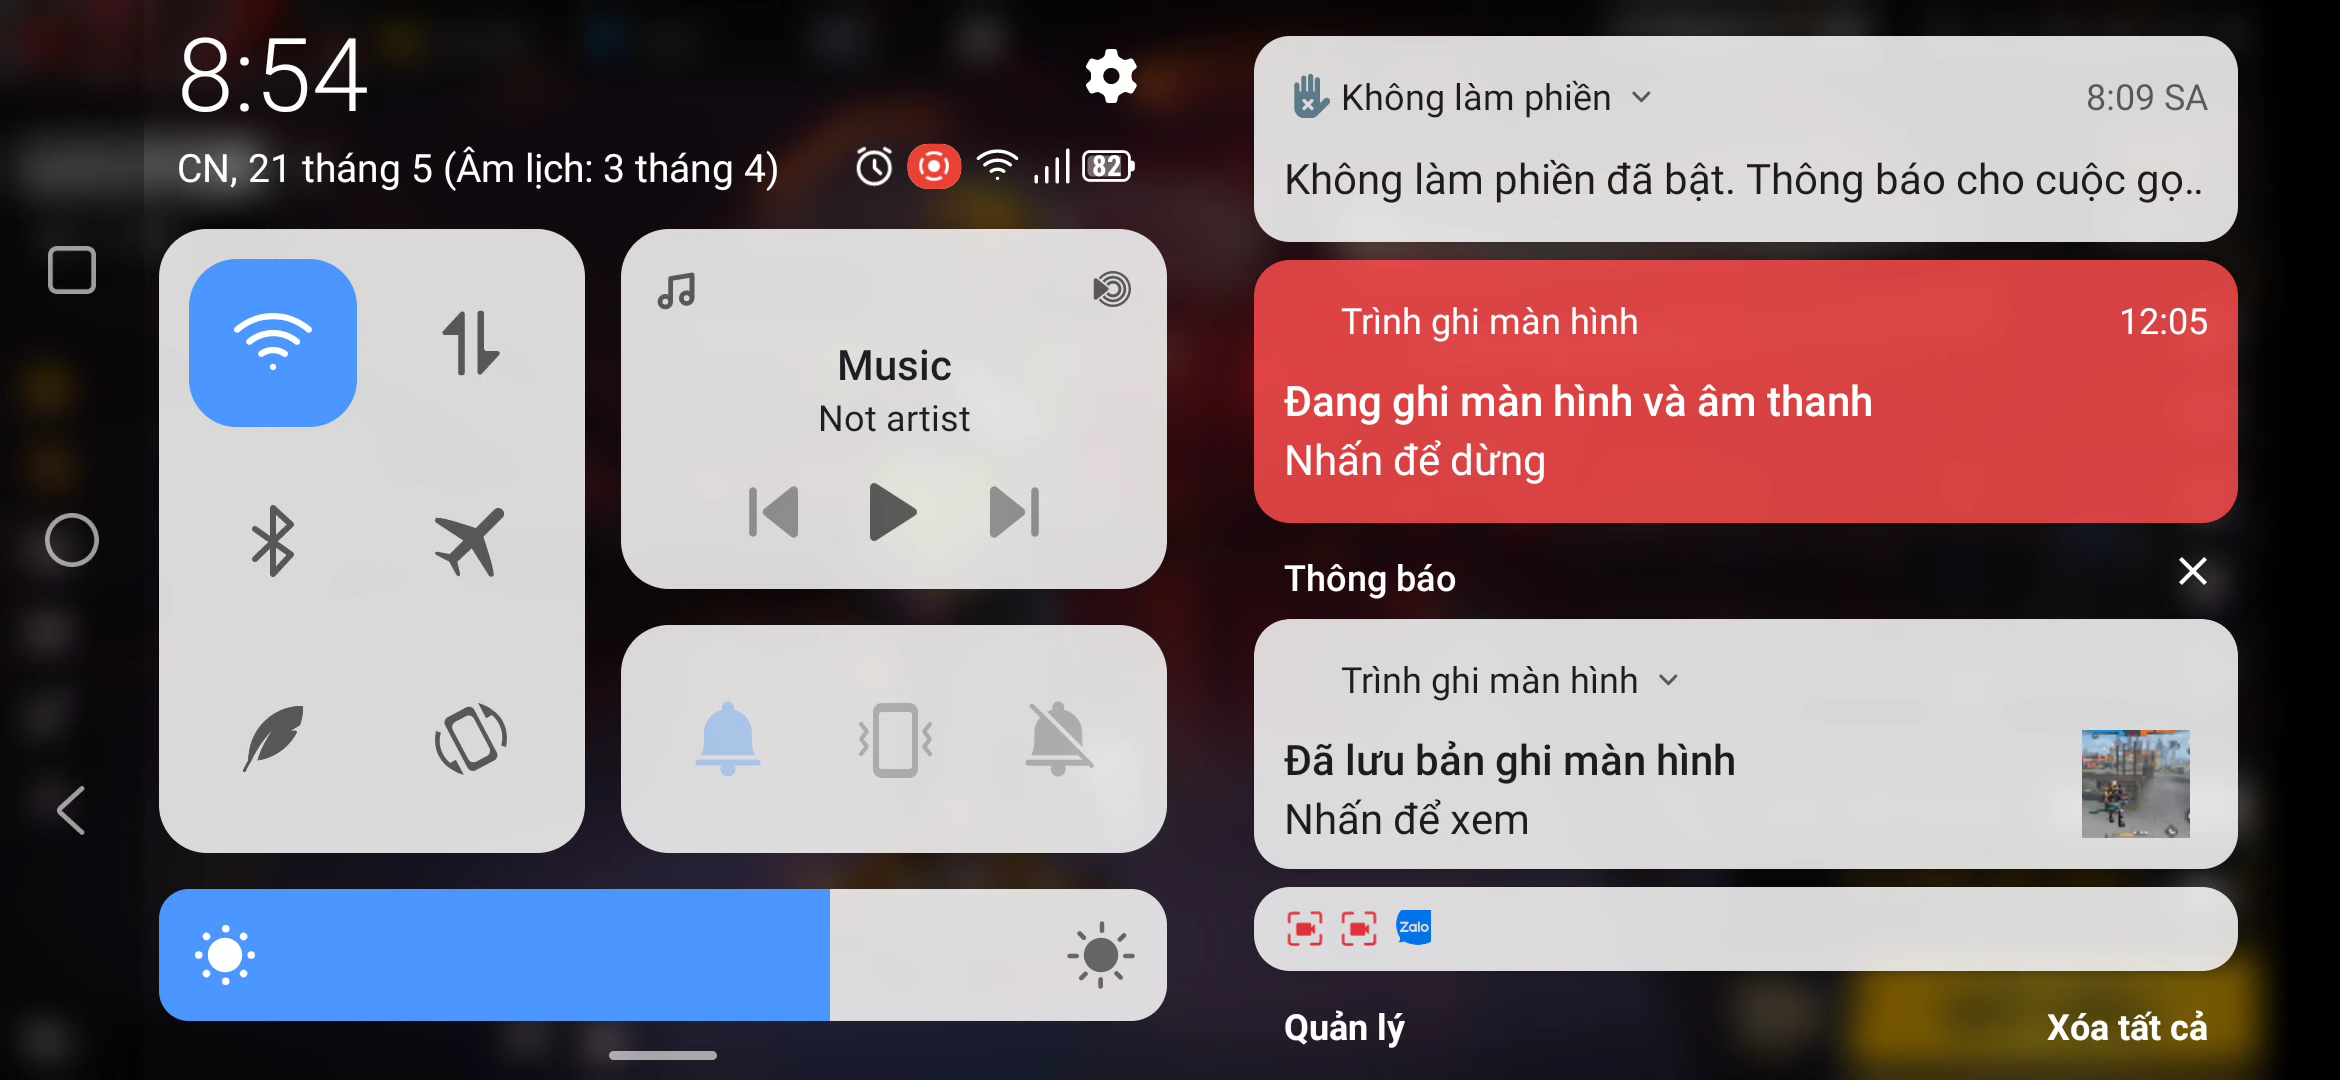 8:54
CN, 21 tháng 5 (Âm lịch: 3 tháng 4)
82
Music
Not artist
Không làm phiền
8:09 SA
Không làm phiền đã bật. Thông báo cho cuộc gọ..
Trình ghi màn hình
12:05
Đang ghi màn hình và âm thanh
Nhấn để dừng
Thông báo
Trình ghi màn hình
Đã lưu bản ghi màn hình
Nhấn để xem
Zalo
Quản lý
Xóa tất cả